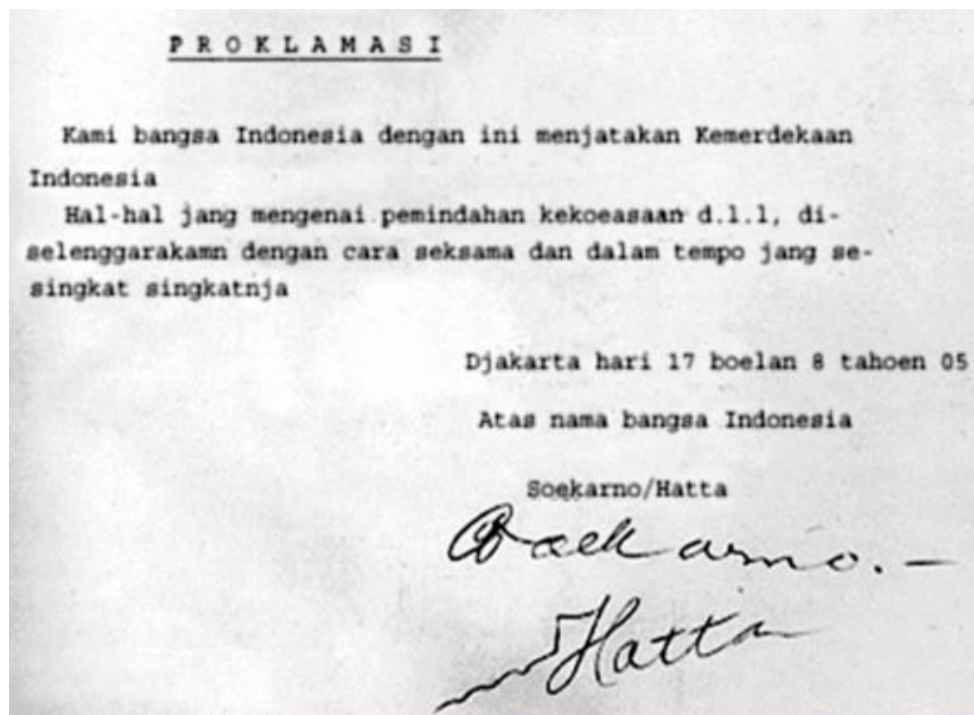 PROKLAMASI
Kami bangsa Indonesia dengan ini menjatakan Kemerdekaan
Indonesia
Hal-hal jang mengenai pemindahan kekoeasaan d.l.l, di-
selenggarakamn dengan cara seksama dan dalam tempo jang se-
singkat singkatnja
Djakarta hari 17 boelan 8 tahoen 05
Atas nama bangsa Indonesia
Soekarno/Hatta
Soekarno.-
Hatta